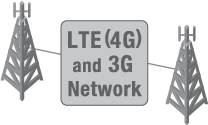 LTE (4G)
and 3G
Network